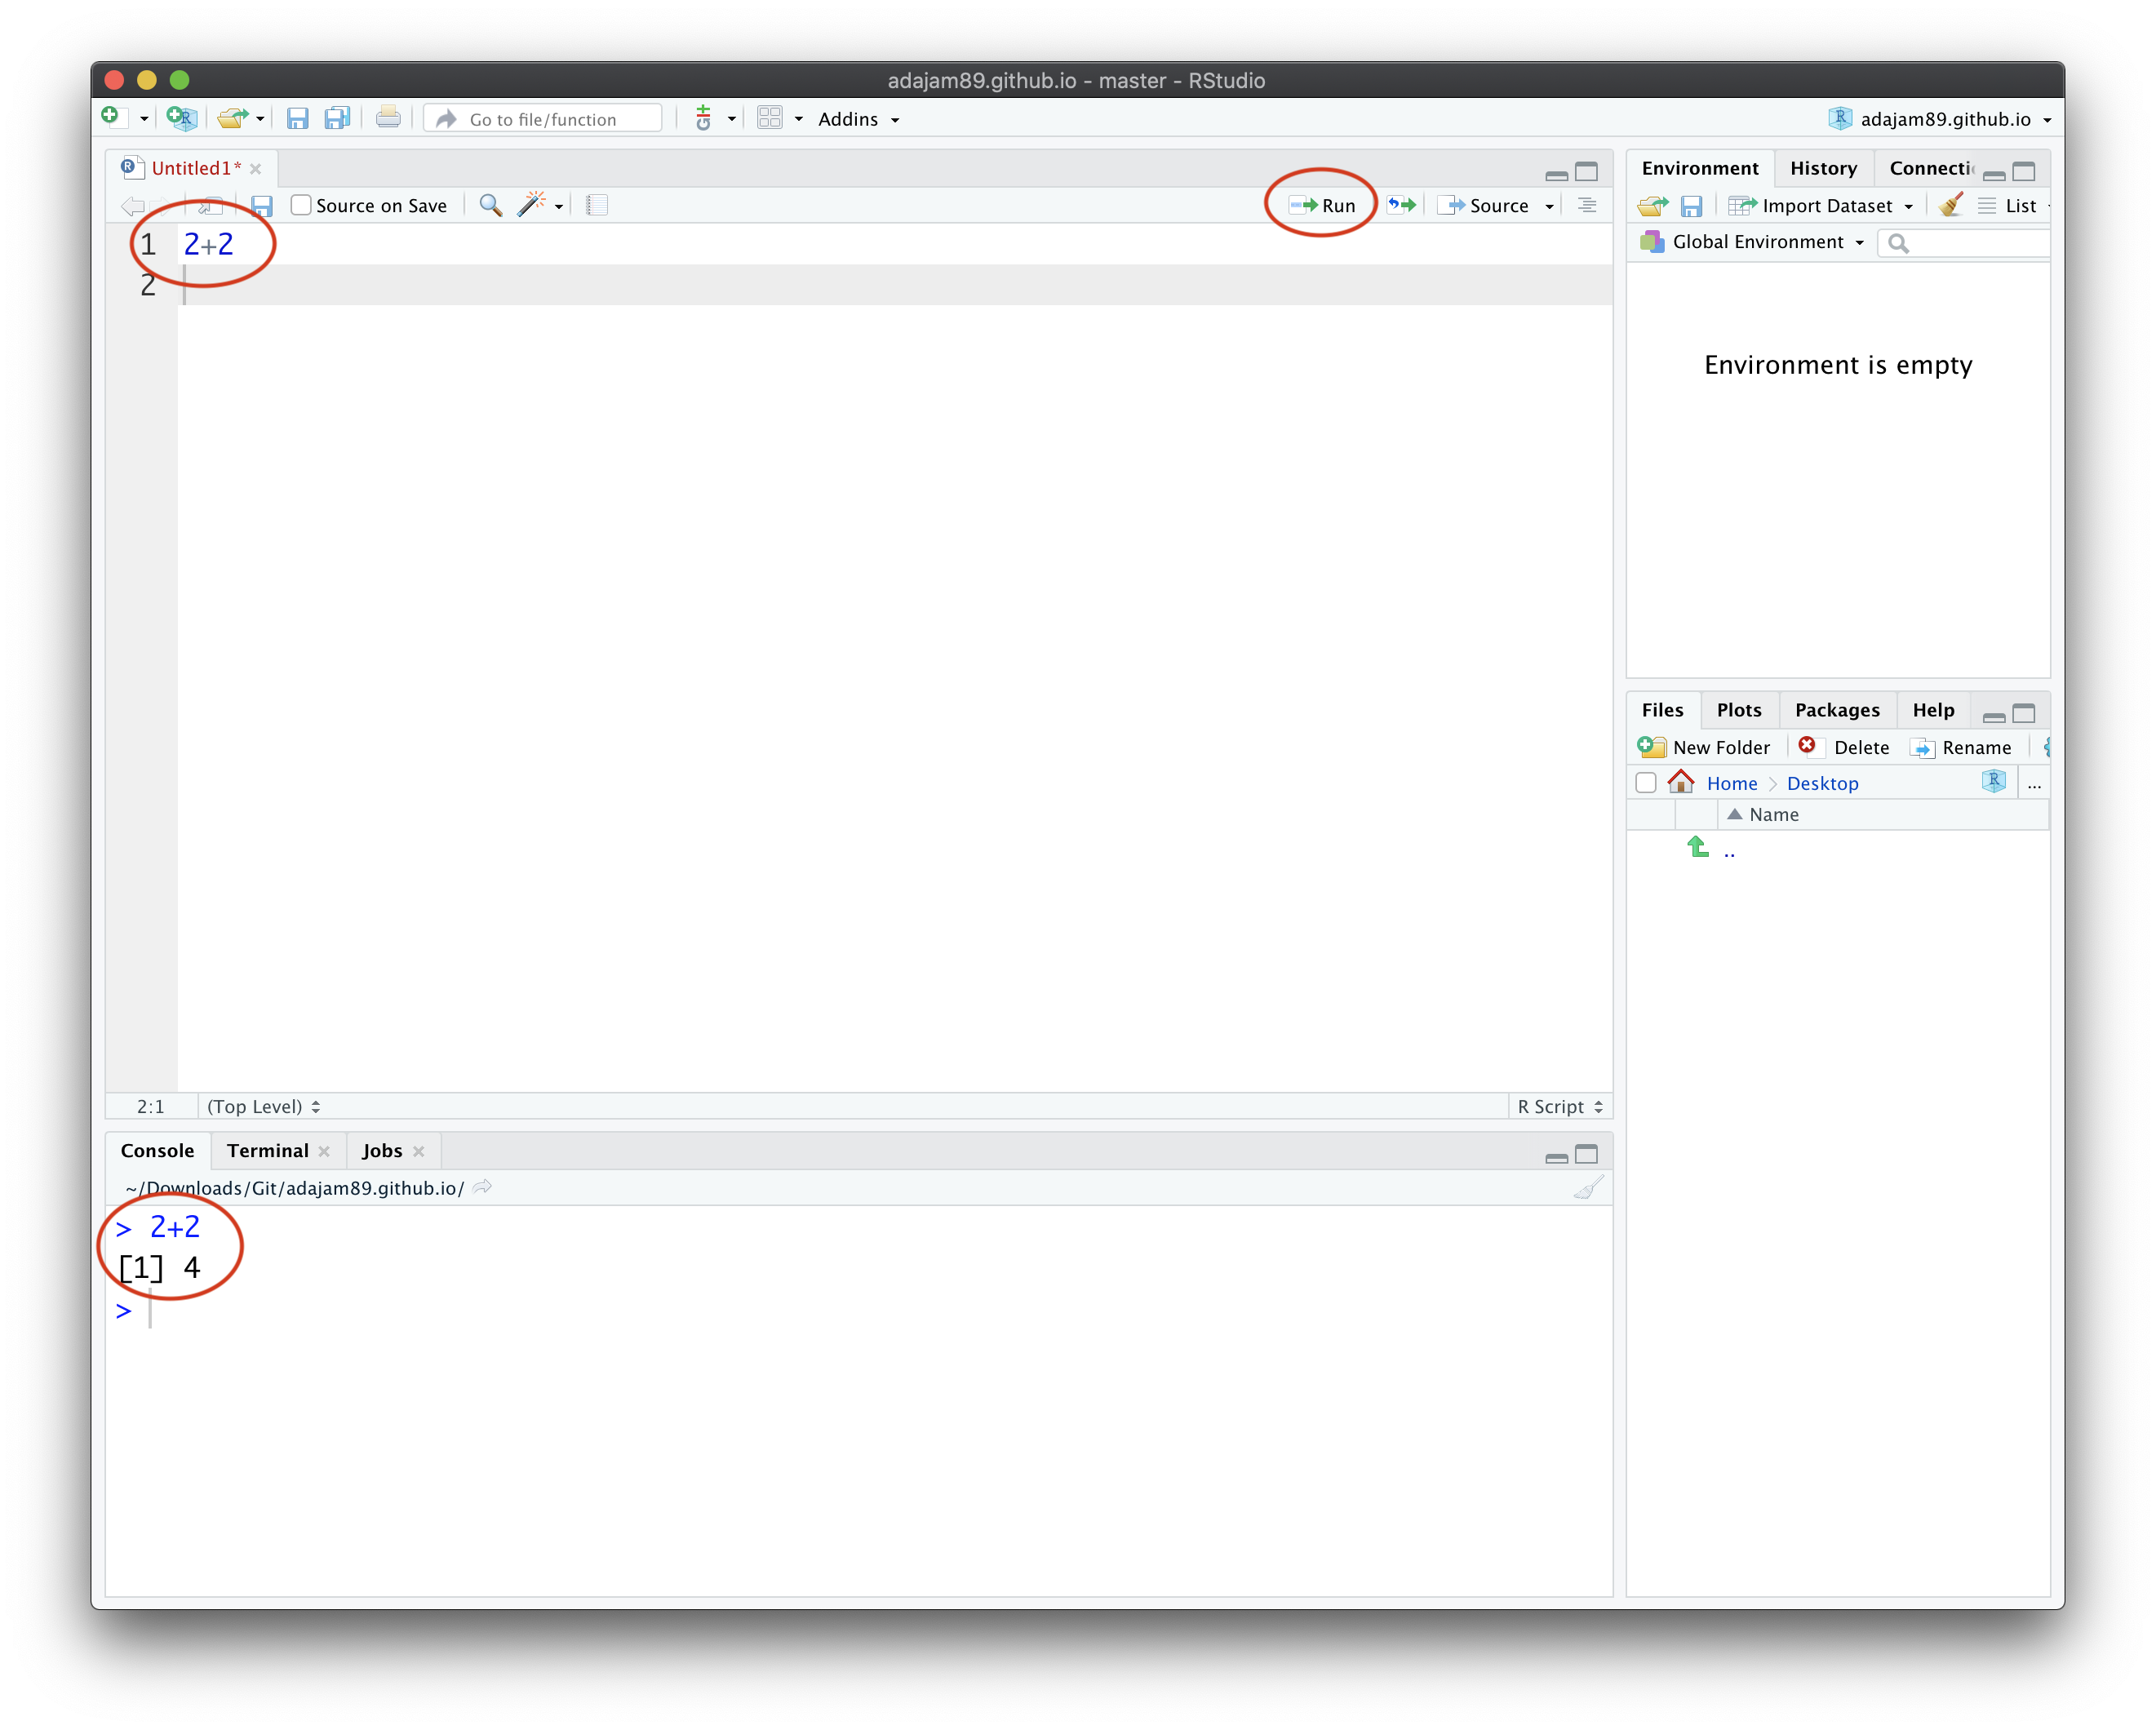 adajam89.github.io - master - RStudio
Go to file/function
Addins
adajam89.github.io
Untitled1*
Source on Save
Run
Source
1 2+2
2
2:1 (Top Level)
R Script
Console Terminal Jobs
~/Downloads/Git/adajam89.github.io/
> 2+2
[1] 4
>
Environment History Connecti
Import Dataset
List
Global Environment
Environment is empty
Files Plots Packages Help
New Folder Delete Rename
Home Desktop
...
Name
..